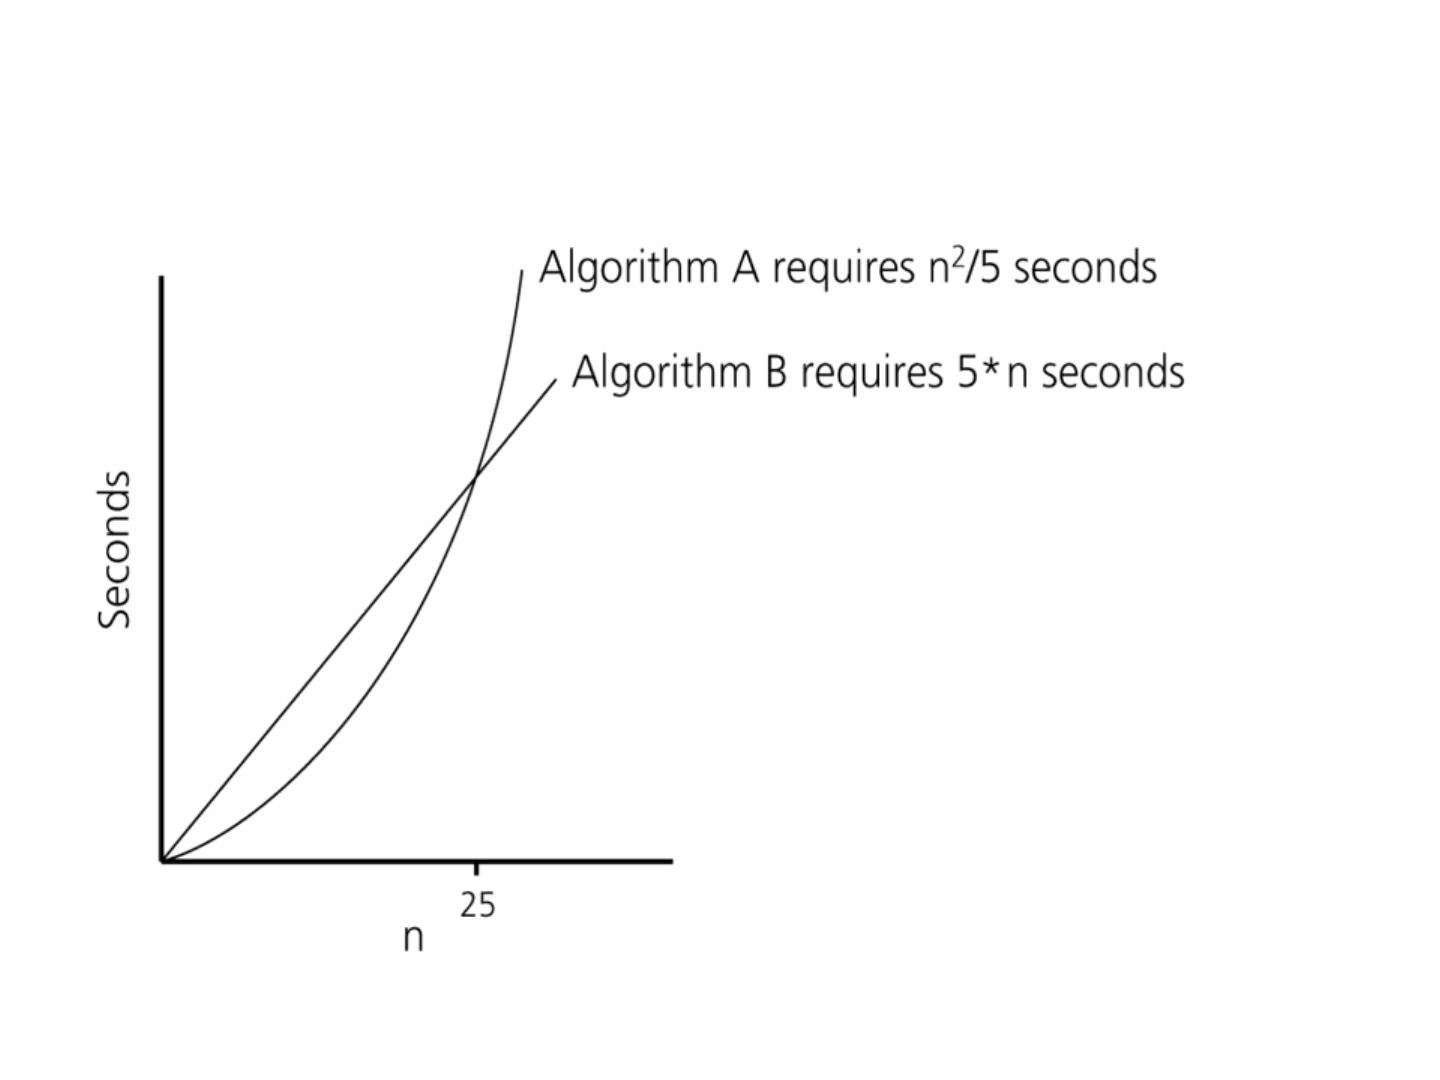 Algorithm A requires n²/5 seconds
Algorithm B requires 5*n seconds
Seconds
25
n